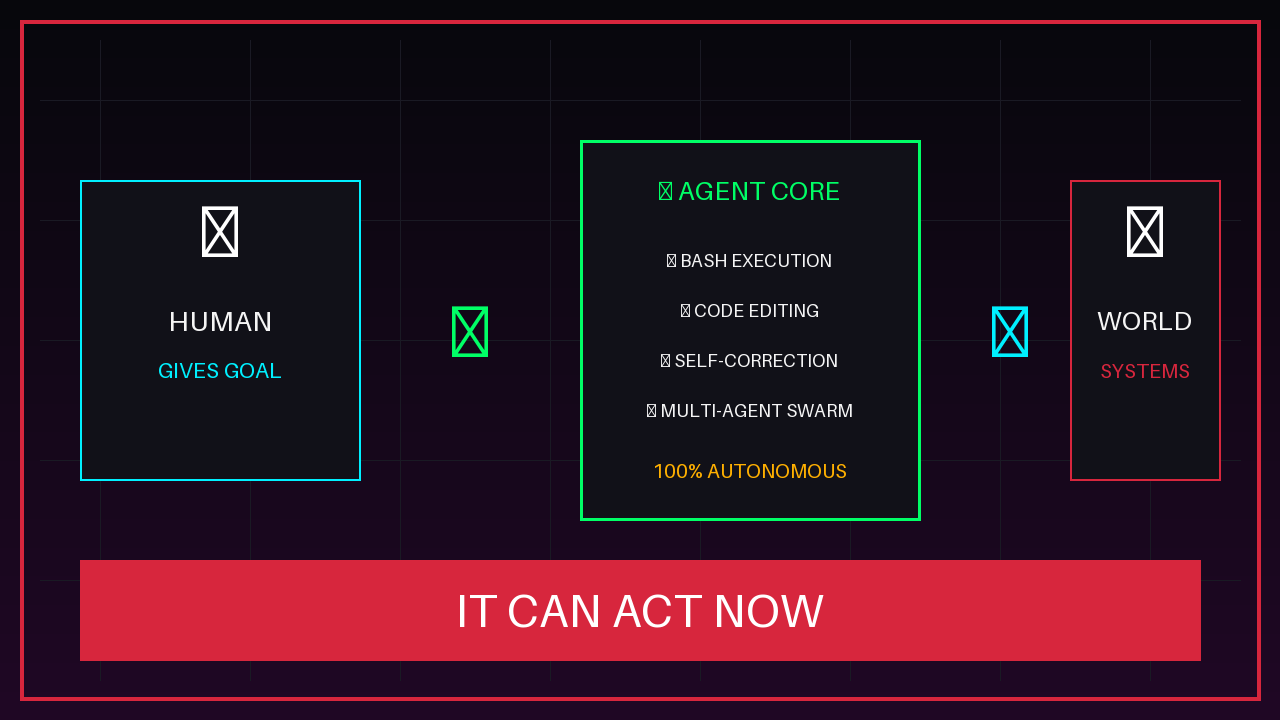 HUMAN
GIVES GOAL
AGENT CORE
BASH EXECUTION
CODE EDITING
SELF-CORRECTION
MULTI-AGENT SWARM
100% AUTONOMOUS
WORLD
SYSTEMS
IT CAN ACT NOW